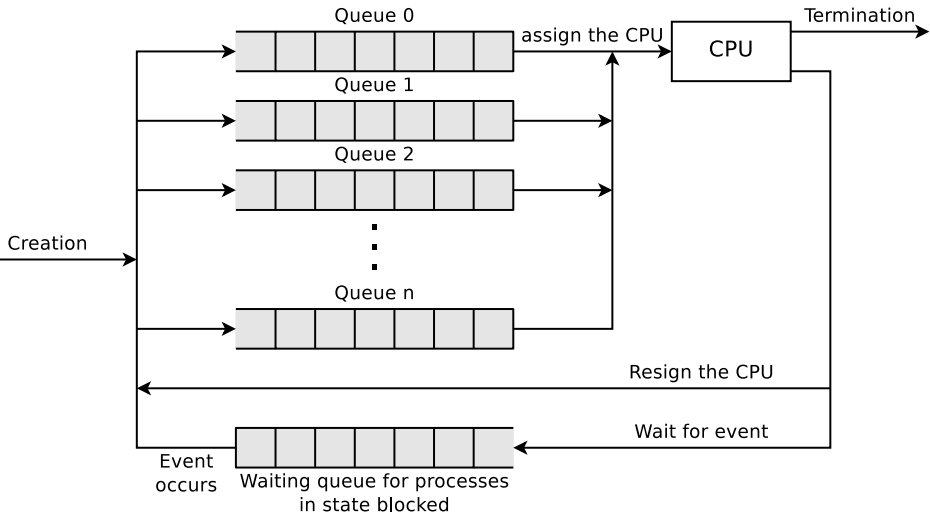 Queue 0
Termination
assign the CPU
CPU
Queue 1
Queue 2
Creation
Queue n
Resign the CPU
Wait for event
Event
occurs
Waiting queue for processes
in state blocked